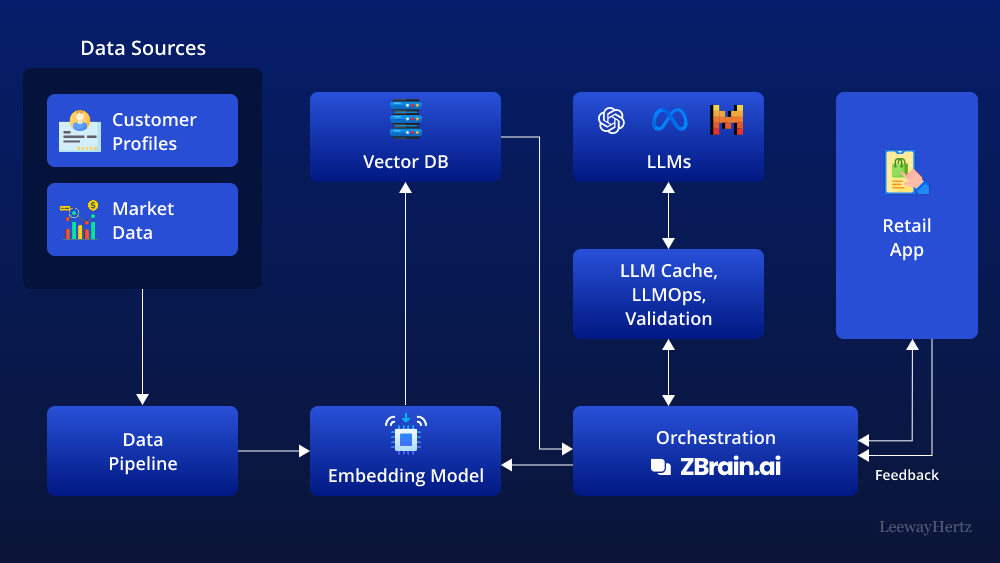 Data Sources
Customer
Profiles
Market
Data
Vector DB
LLMs
Retail
App
LLM Cache,
LLMOps,
Validation
Data
Pipeline
Embedding Model
Orchestration
ZBrain.ai
Feedback
LeewayHertz